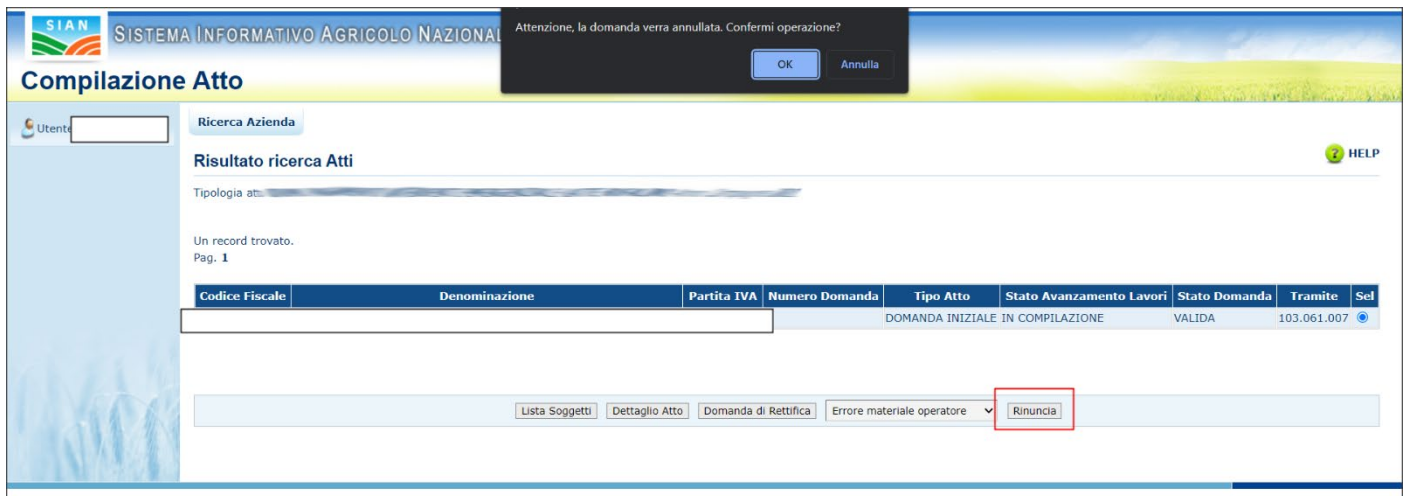 SIAN
SISTEMA INFORMATIVO AGRICOLO NAZIONAL
Attenzione, la domanda verra annullata. Confermi operazione?
OK Annulla
Compilazione Atto
Utente
Ricerca Azienda
HELP
Risultato ricerca Atti
Tipologia at
Un record trovato.
Pag. 1
Codice Fiscale Denominazione Partita IVA Numero Domanda Tipo Atto Stato Avanzamento Lavori Stato Domanda Tramite Sel
DOMANDA INIZIALE IN COMPILAZIONE VALIDA 103.061.007
Lista Soggetti Dettaglio Atto Domanda di Rettifica Errore materiale operatore Rinuncia